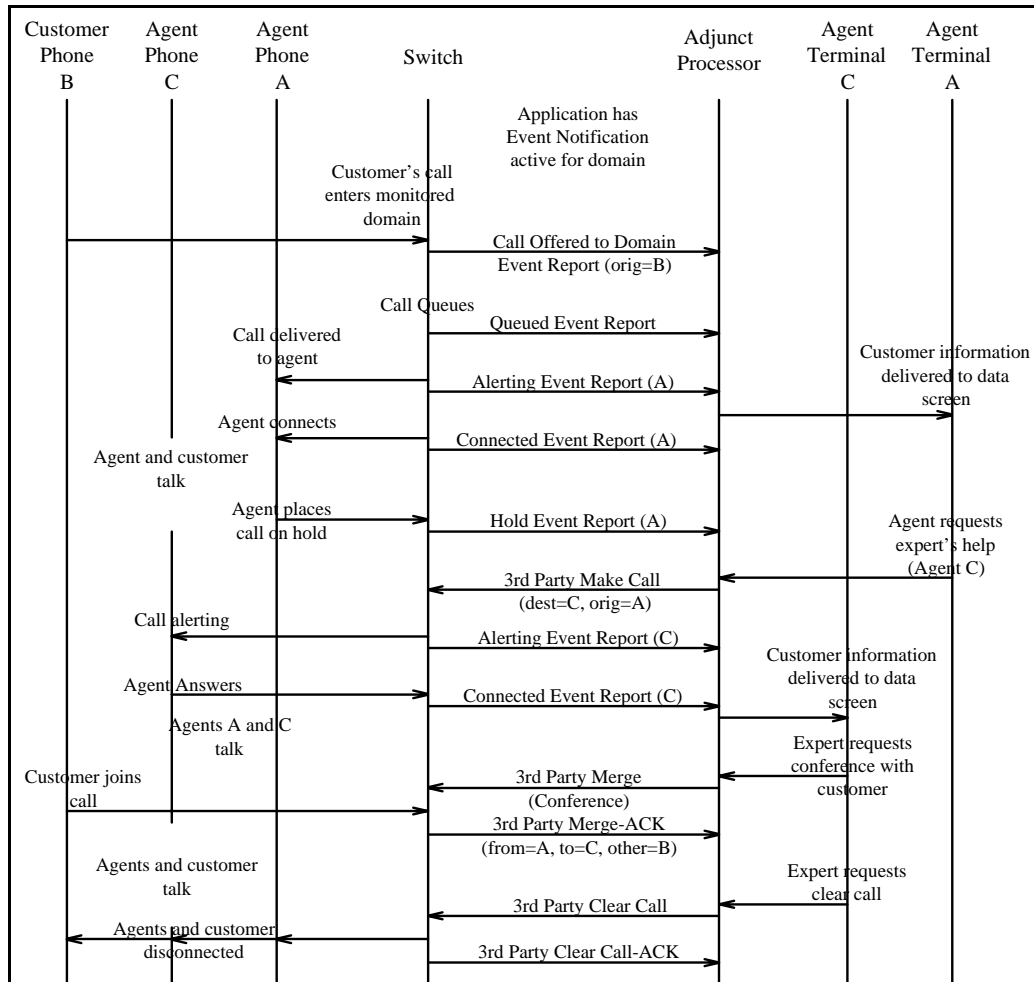 Customer
Phone
B
Agent
Phone
C
Agent
Phone
A
Switch
Adjunct
Processor
Agent
Terminal
C
Agent
Terminal
A
Application has
Event Notification
active for domain
Customer's call
enters monitored
domain
Call Offered to Domain
Event Report (orig=B)
Call Queues
Queued Event Report
Call delivered
to agent
Alerting Event Report (A)
Customer information
delivered to data
screen
Agent connects
Connected Event Report (A)
Agent and customer
talk
Agent places
call on hold
Hold Event Report (A)
Agent requests
expert's help
(Agent C)
3rd Party Make Call
(dest=C, orig=A)
Call alerting
Alerting Event Report (C)
Customer information
delivered to data
screen
Agent Answers
Connected Event Report (C)
Agents A and C
talk
Expert requests
conference with
customer
Customer joins
call
3rd Party Merge
(Conference)
3rd Party Merge-ACK
(from=A, to=C, other=B)
Agents and customer
talk
Expert requests
clear call
3rd Party Clear Call
Agents and customer
disconnected
3rd Party Clear Call-ACK